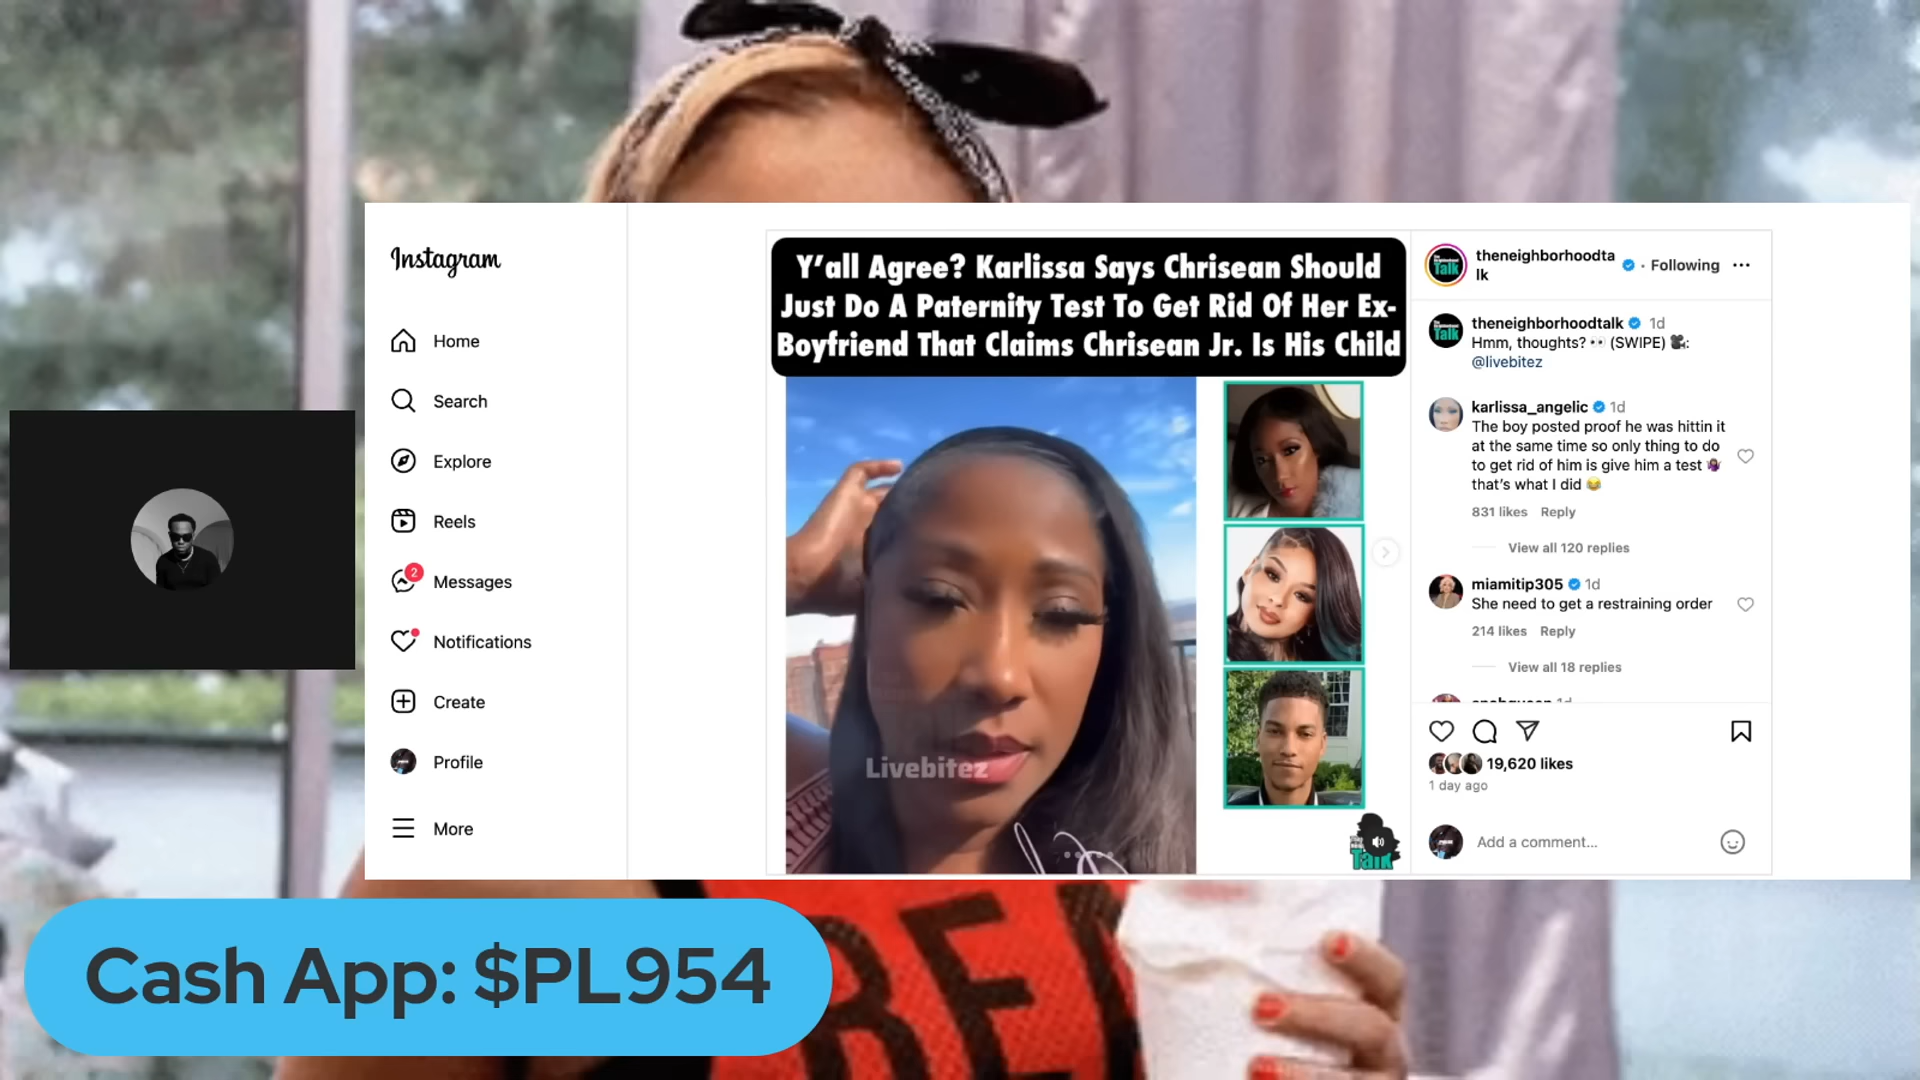 Instagram
Home
Search
Explore
Reels
2
Messages
Notifications
Create
Profile
More
Y'all Agree? Karlissa Says Chrisean Should
Just Do A Paternity Test To Get Rid Of Her Ex-
Boyfriend That Claims Chrisean Jr. Is His Child
Livebitez
Talk
Talk
theneighborhoodta
lk
· Following
Talk
theneighborhoodtalk 1d
Hmm, thoughts? 👀 (SWIPE) 🎥:
@livebitez
karlissa_angelic 1d
The boy posted proof he was hittin it
at the same time so only thing to do
to get rid of him is give him a test 🤷🏾‍♀️
that's what I did 😂
831 likes Reply
View all 120 replies
miamitip305 1d
She need to get a restraining order
214 likes Reply
View all 18 replies
19,620 likes
1 day ago
Add a comment...
Cash App: $PL954